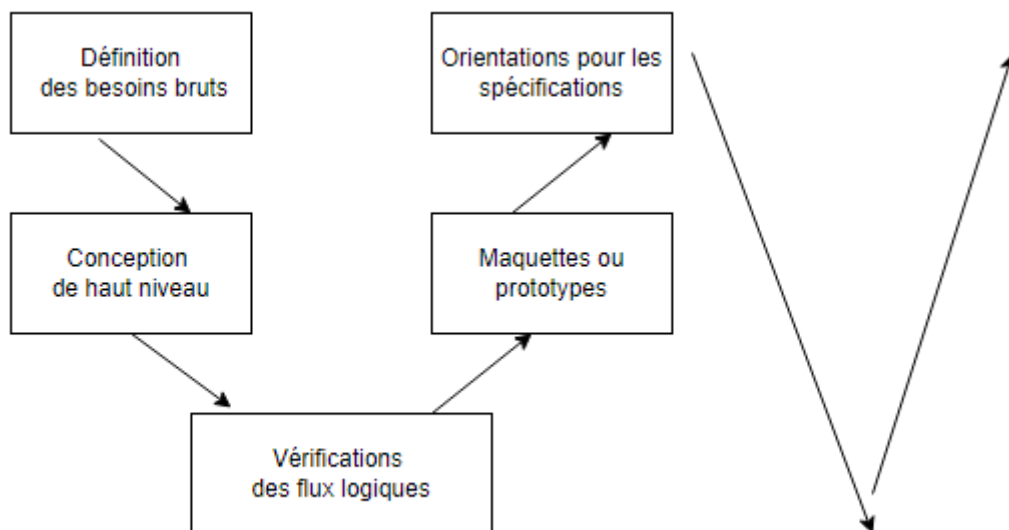 Définition
des besoins bruts
Orientations pour les
spécifications
Conception
de haut niveau
Maquettes ou
prototypes
Vérifications
des flux logiques